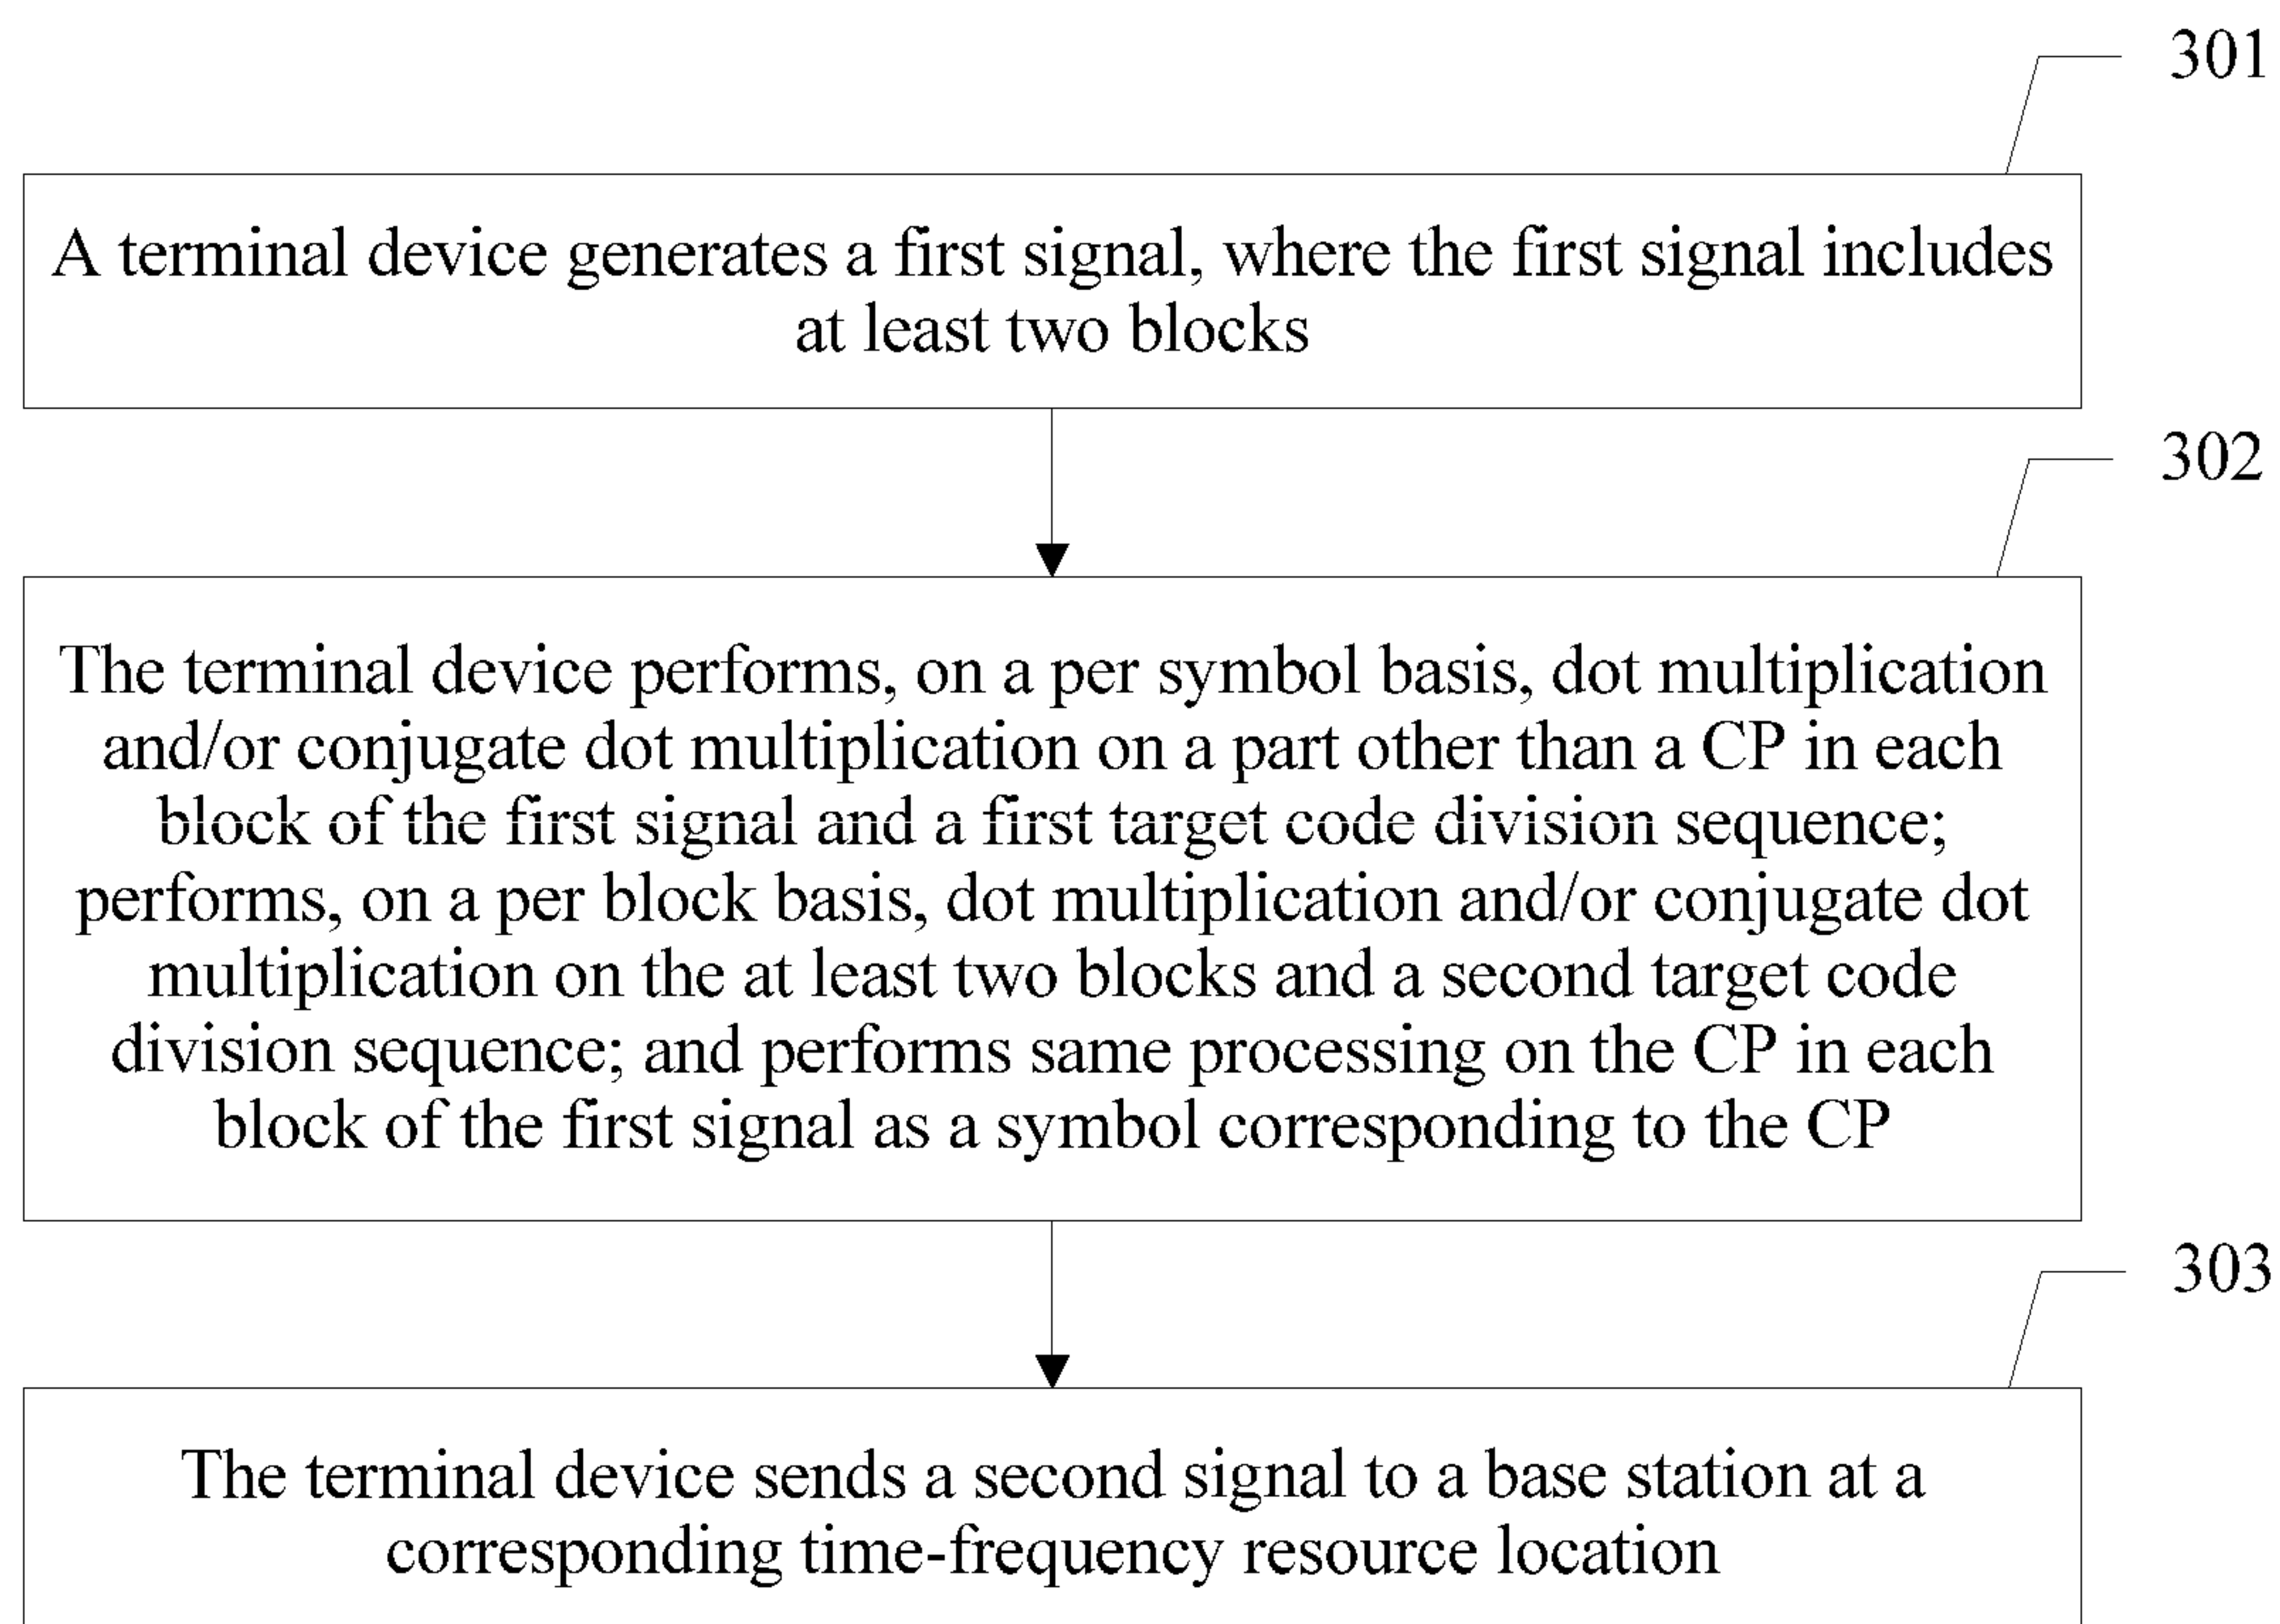 301
A terminal device generates a first signal, where the first signal includes
at least two blocks
302
The terminal device performs, on a per symbol basis, dot multiplication
and/or conjugate dot multiplication on a part other than a CP in each
block of the first signal and a first target code division sequence;
performs, on a per block basis, dot multiplication and/or conjugate dot
multiplication on the at least two blocks and a second target code
division sequence; and performs same processing on the CP in each
block of the first signal as a symbol corresponding to the CP
303
The terminal device sends a second signal to a base station at a
corresponding time-frequency resource location